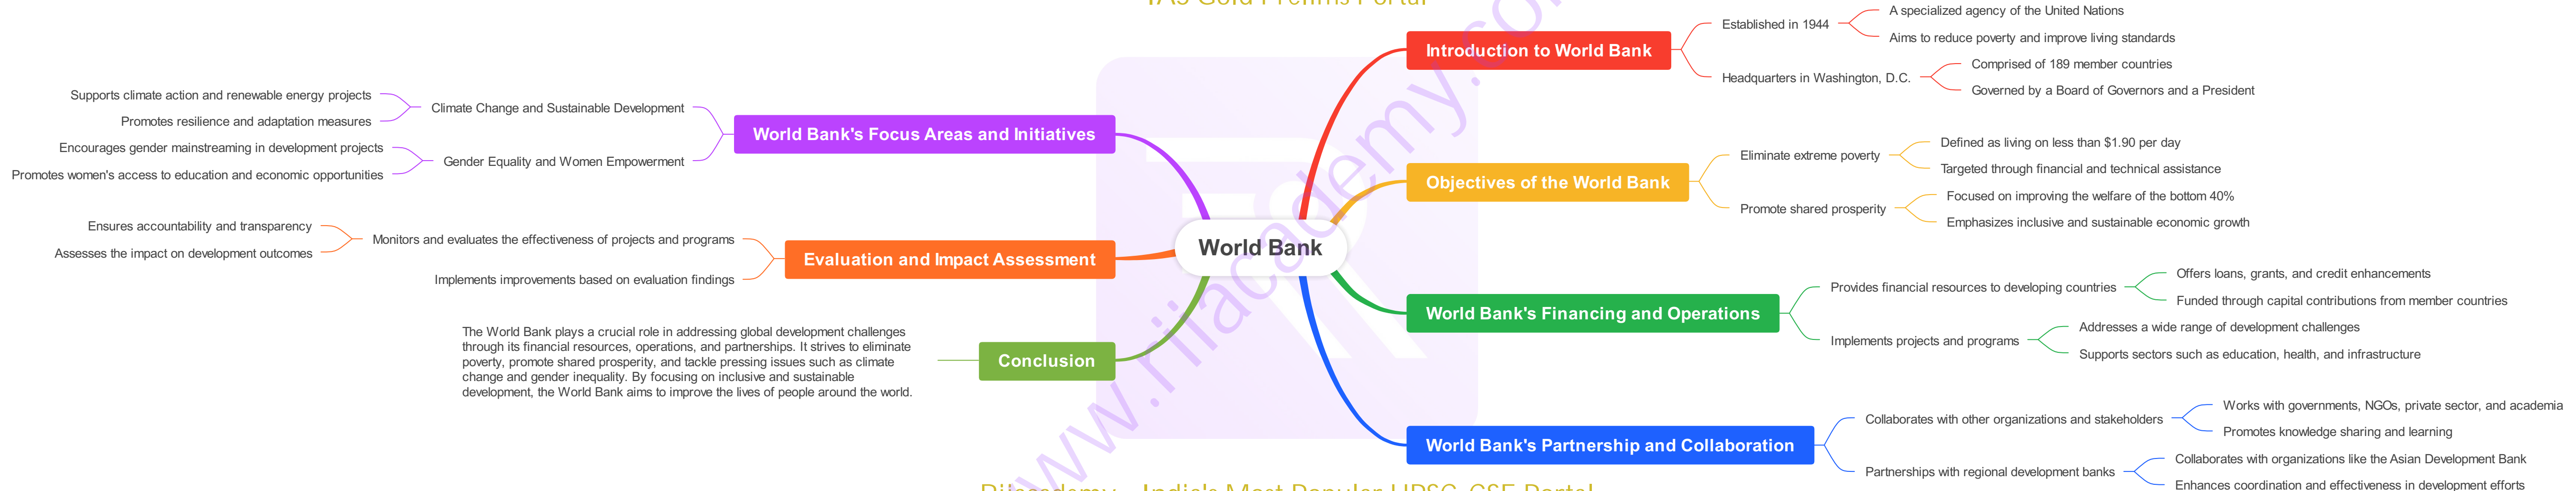 IAS Gold Prelims Portal
World Bank
Introduction to World Bank
Established in 1944
A specialized agency of the United Nations
Aims to reduce poverty and improve living standards
Headquarters in Washington, D.C.
Comprised of 189 member countries
Governed by a Board of Governors and a President
Objectives of the World Bank
Eliminate extreme poverty
Defined as living on less than $1.90 per day
Targeted through financial and technical assistance
Promote shared prosperity
Focused on improving the welfare of the bottom 40%
Emphasizes inclusive and sustainable economic growth
World Bank's Financing and Operations
Provides financial resources to developing countries
Offers loans, grants, and credit enhancements
Funded through capital contributions from member countries
Implements projects and programs
Addresses a wide range of development challenges
Supports sectors such as education, health, and infrastructure
World Bank's Partnership and Collaboration
Collaborates with other organizations and stakeholders
Works with governments, NGOs, private sector, and academia
Promotes knowledge sharing and learning
Partnerships with regional development banks
Collaborates with organizations like the Asian Development Bank
Enhances coordination and effectiveness in development efforts
World Bank's Focus Areas and Initiatives
Climate Change and Sustainable Development
Supports climate action and renewable energy projects
Promotes resilience and adaptation measures
Gender Equality and Women Empowerment
Encourages gender mainstreaming in development projects
Promotes women's access to education and economic opportunities
Evaluation and Impact Assessment
Monitors and evaluates the effectiveness of projects and programs
Ensures accountability and transparency
Assesses the impact on development outcomes
Implements improvements based on evaluation findings
Conclusion
The World Bank plays a crucial role in addressing global development challenges
through its financial resources, operations, and partnerships. It strives to eliminate
poverty, promote shared prosperity, and tackle pressing issues such as climate
change and gender inequality. By focusing on inclusive and sustainable
development, the World Bank aims to improve the lives of people around the world.
www.rijacademy.com
Rijacademy - India's Most Popular UPSC-CSE Portal